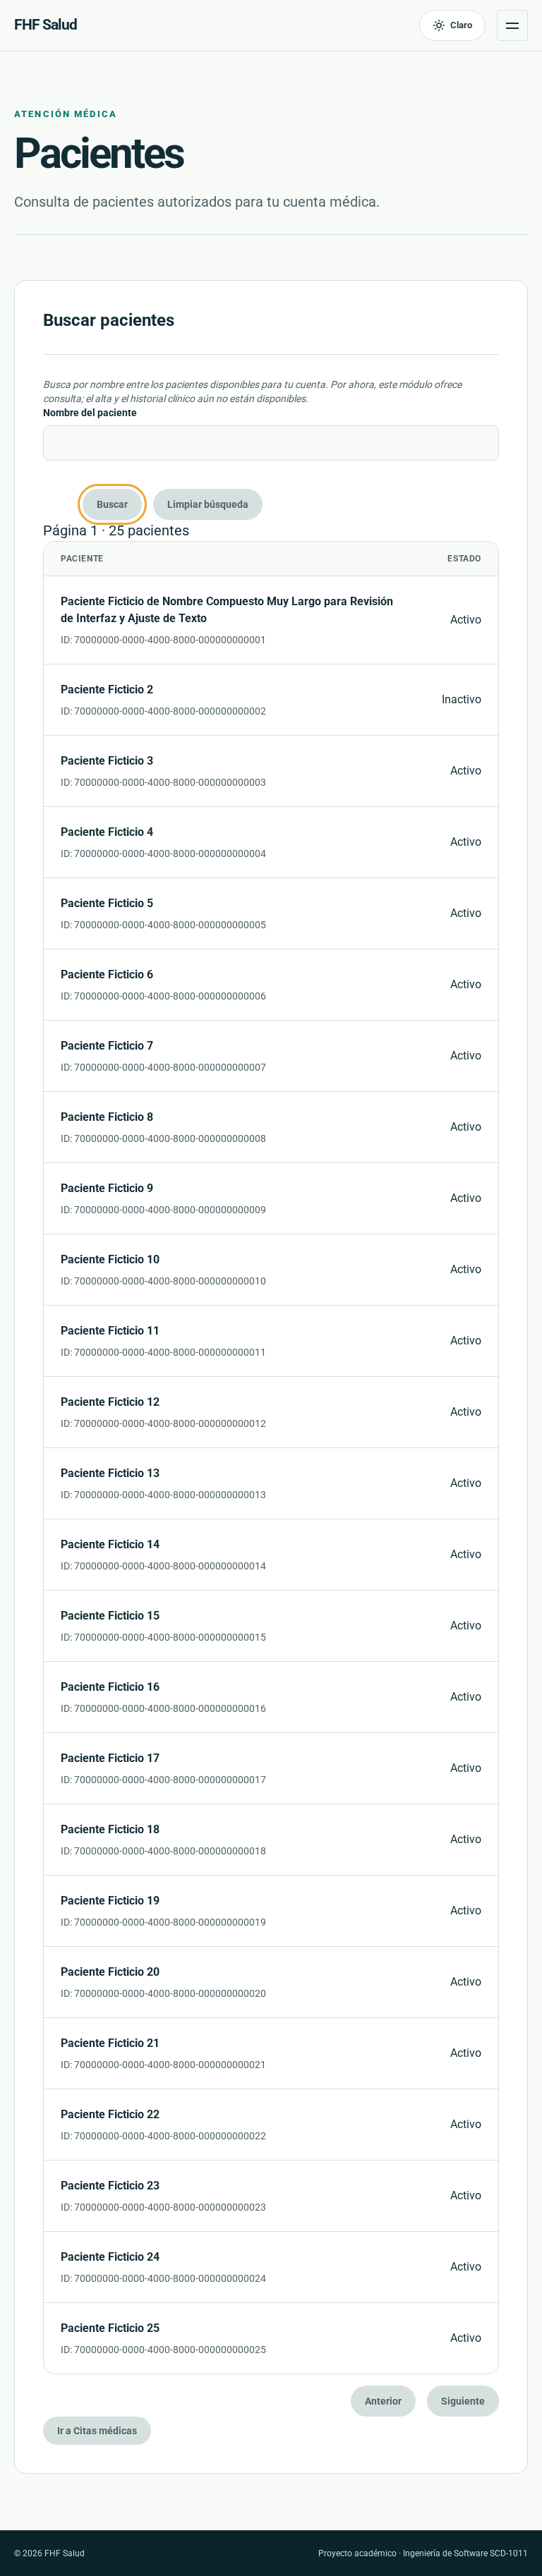 FHF Salud
Claro
ATENCIÓN MÉDICA
Pacientes
Consulta de pacientes autorizados para tu cuenta médica.
Buscar pacientes
Busca por nombre entre los pacientes disponibles para tu cuenta. Por ahora, este módulo ofrece
consulta; el alta y el historial clínico aún no están disponibles.
Nombre del paciente
Buscar
Limpiar búsqueda
Página 1 · 25 pacientes
PACIENTE
ESTADO
Paciente Ficticio de Nombre Compuesto Muy Largo para Revisión
de Interfaz y Ajuste de Texto
ID: 70000000-0000-4000-8000-000000000001
Activo
Paciente Ficticio 2
ID: 70000000-0000-4000-8000-000000000002
Inactivo
Paciente Ficticio 3
ID: 70000000-0000-4000-8000-000000000003
Activo
Paciente Ficticio 4
ID: 70000000-0000-4000-8000-000000000004
Activo
Paciente Ficticio 5
ID: 70000000-0000-4000-8000-000000000005
Activo
Paciente Ficticio 6
ID: 70000000-0000-4000-8000-000000000006
Activo
Paciente Ficticio 7
ID: 70000000-0000-4000-8000-000000000007
Activo
Paciente Ficticio 8
ID: 70000000-0000-4000-8000-000000000008
Activo
Paciente Ficticio 9
ID: 70000000-0000-4000-8000-000000000009
Activo
Paciente Ficticio 10
ID: 70000000-0000-4000-8000-000000000010
Activo
Paciente Ficticio 11
ID: 70000000-0000-4000-8000-000000000011
Activo
Paciente Ficticio 12
ID: 70000000-0000-4000-8000-000000000012
Activo
Paciente Ficticio 13
ID: 70000000-0000-4000-8000-000000000013
Activo
Paciente Ficticio 14
ID: 70000000-0000-4000-8000-000000000014
Activo
Paciente Ficticio 15
ID: 70000000-0000-4000-8000-000000000015
Activo
Paciente Ficticio 16
ID: 70000000-0000-4000-8000-000000000016
Activo
Paciente Ficticio 17
ID: 70000000-0000-4000-8000-000000000017
Activo
Paciente Ficticio 18
ID: 70000000-0000-4000-8000-000000000018
Activo
Paciente Ficticio 19
ID: 70000000-0000-4000-8000-000000000019
Activo
Paciente Ficticio 20
ID: 70000000-0000-4000-8000-000000000020
Activo
Paciente Ficticio 21
ID: 70000000-0000-4000-8000-000000000021
Activo
Paciente Ficticio 22
ID: 70000000-0000-4000-8000-000000000022
Activo
Paciente Ficticio 23
ID: 70000000-0000-4000-8000-000000000023
Activo
Paciente Ficticio 24
ID: 70000000-0000-4000-8000-000000000024
Activo
Paciente Ficticio 25
ID: 70000000-0000-4000-8000-000000000025
Activo
Anterior
Siguiente
Ir a Citas médicas
© 2026 FHF Salud
Proyecto académico · Ingeniería de Software SCD-1011